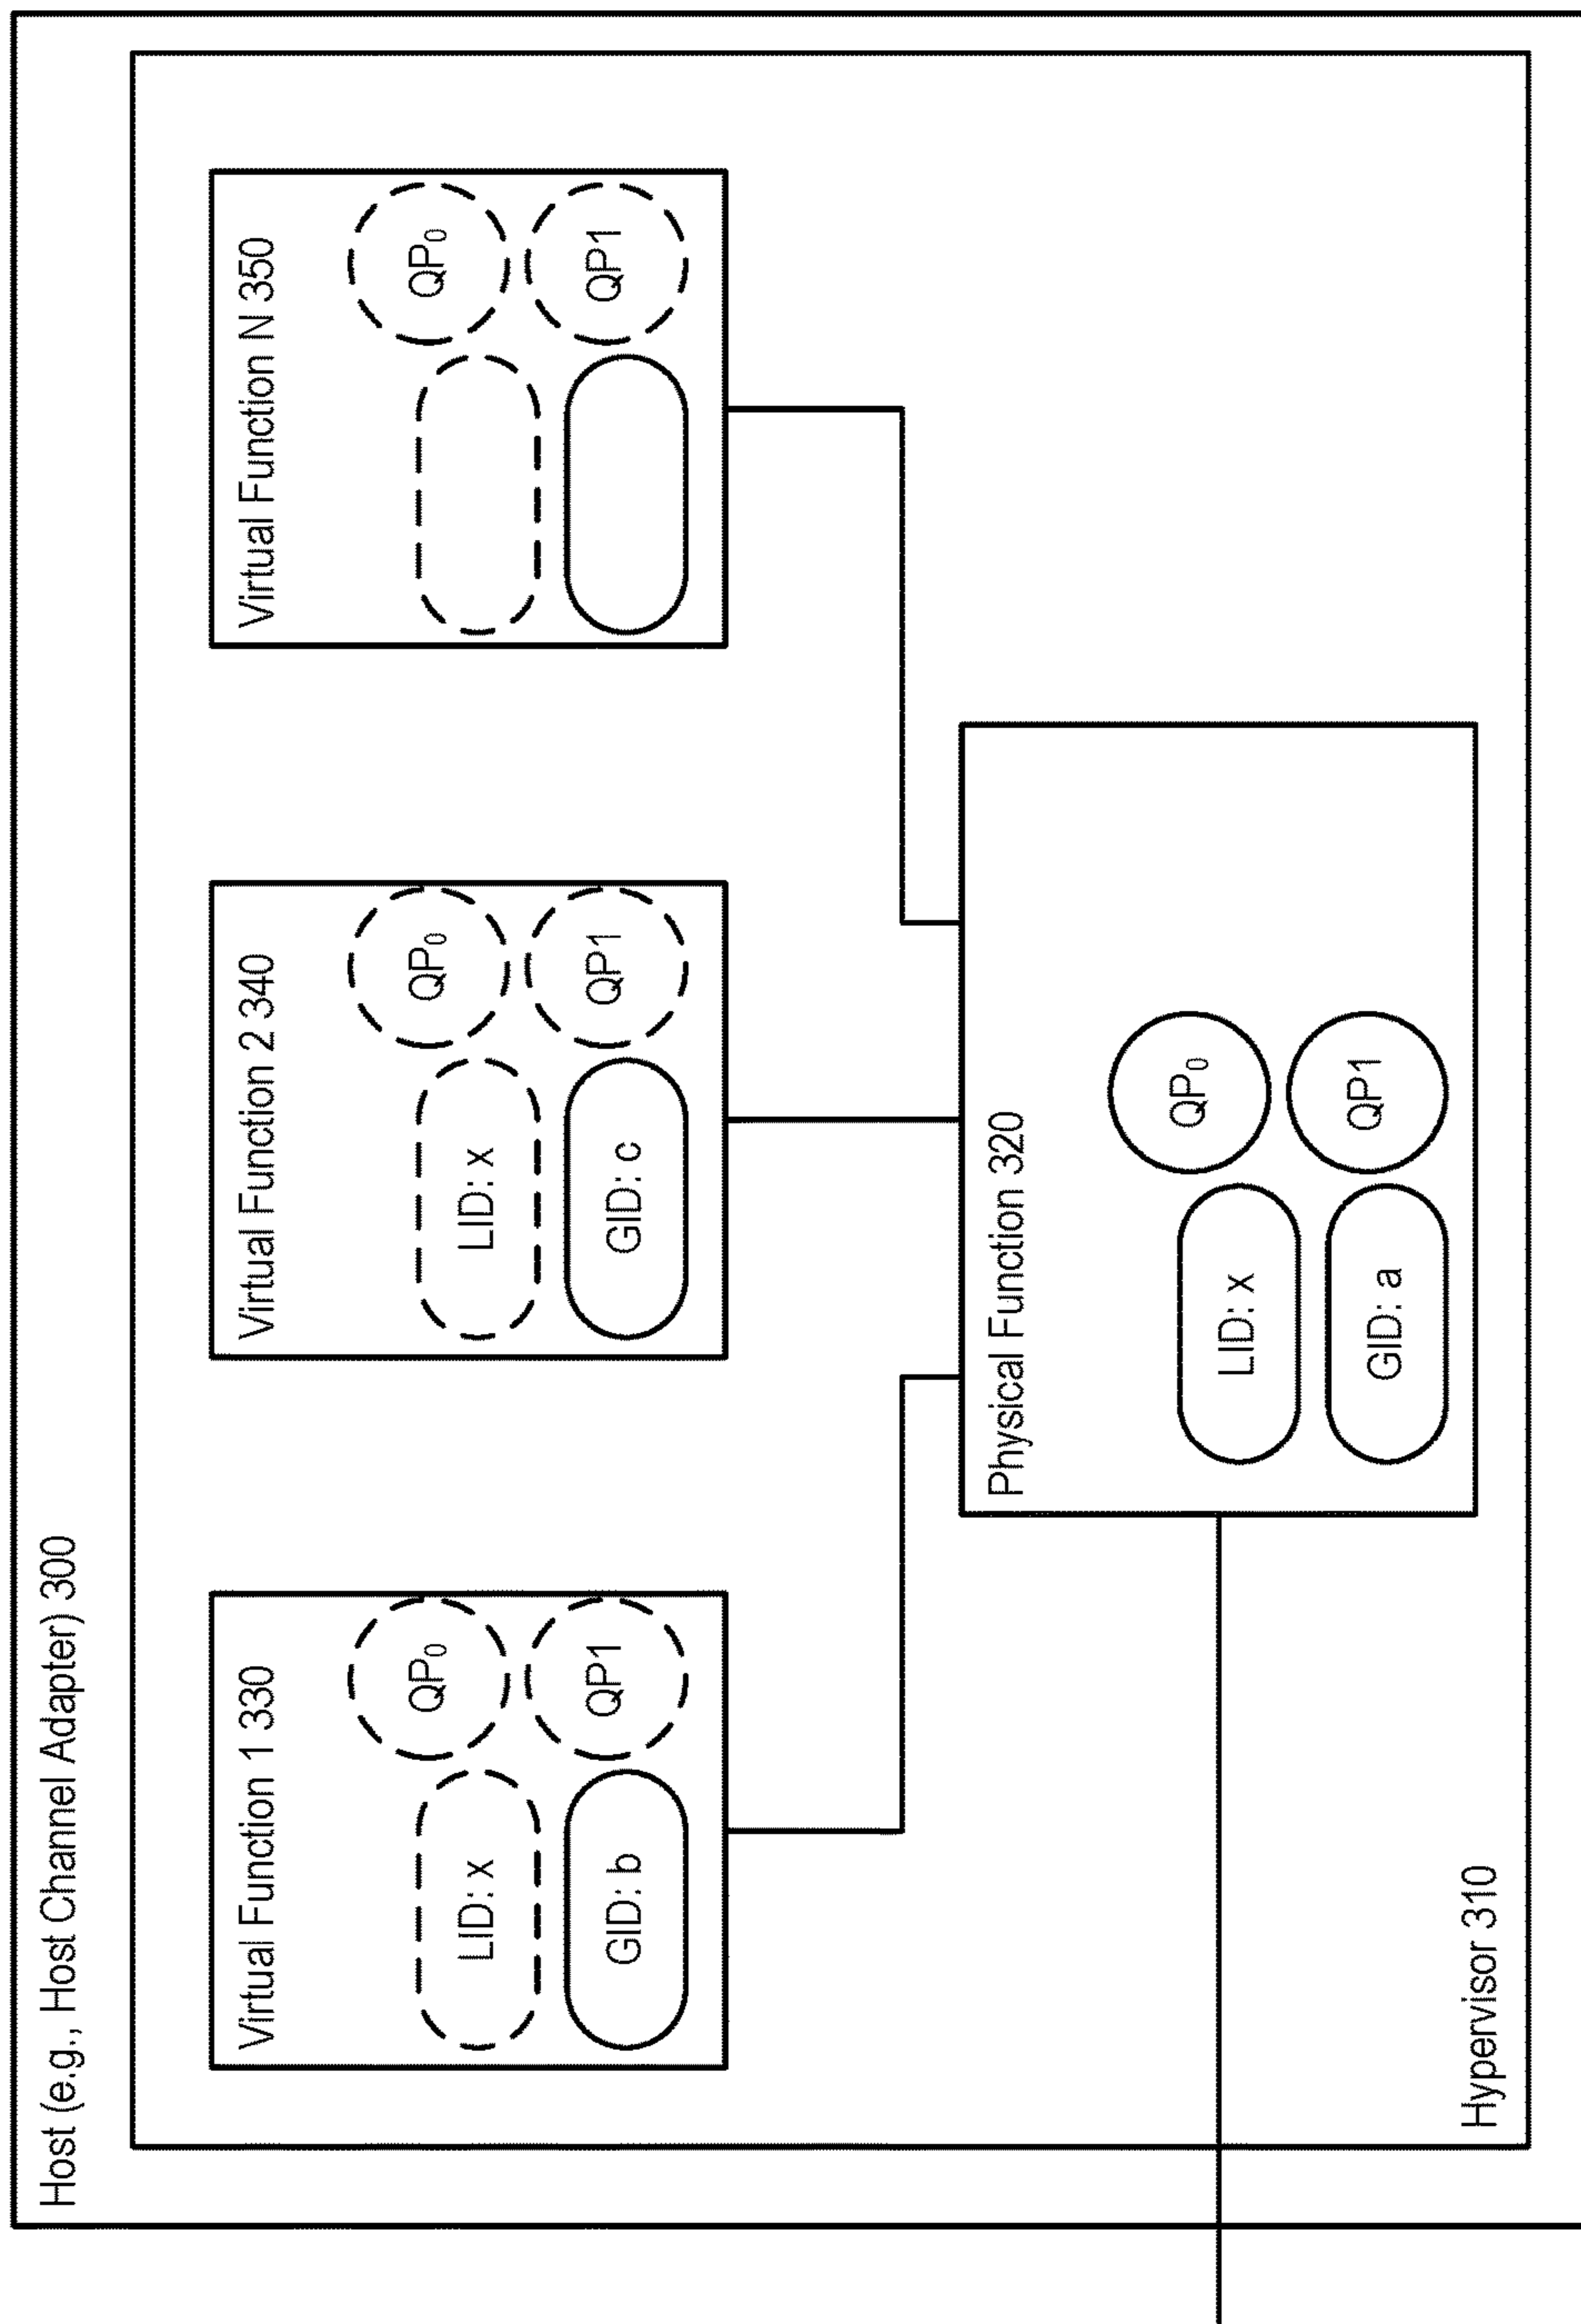 Host (e.g., Host Channel Adapter) 300
Virtual Function 1 330
QP₀
LID: x
QP1
GID: b
Virtual Function 2 340
QP₀
LID: x
QP1
GID: c
Virtual Function N 350
QP₀
QP1
Physical Function 320
QP₀
LID: x
QP1
GID: a
Hypervisor 310